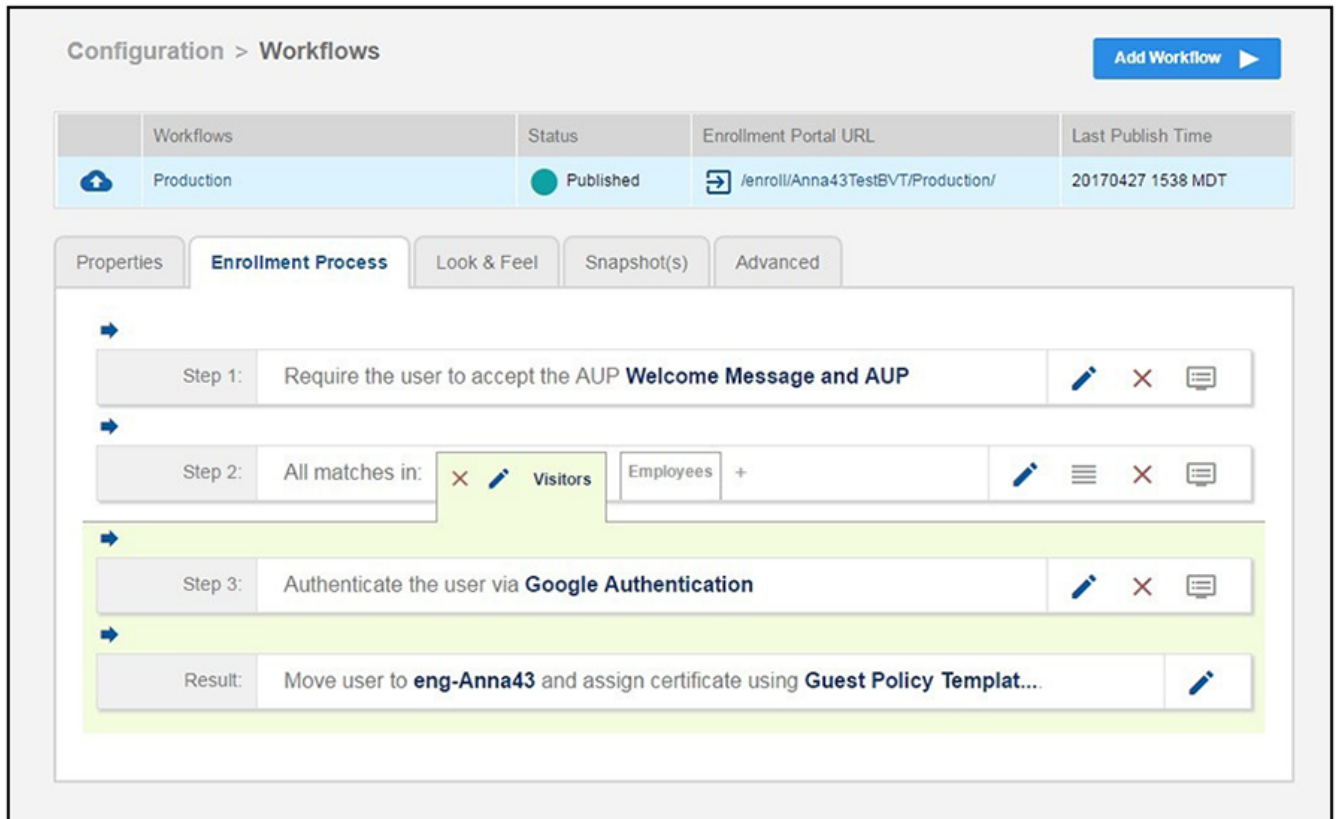 Configuration > Workflows
Add Workflow
Workflows Status Enrollment Portal URL Last Publish Time
Production Published /enroll/Anna43TestBVT/Production/ 20170427 1538 MDT
Properties Enrollment Process Look & Feel Snapshot(s) Advanced
Step 1: Require the user to accept the AUP Welcome Message and AUP
Step 2: All matches in: Visitors Employees +
Step 3: Authenticate the user via Google Authentication
Result: Move user to eng-Anna43 and assign certificate using Guest Policy Templat....